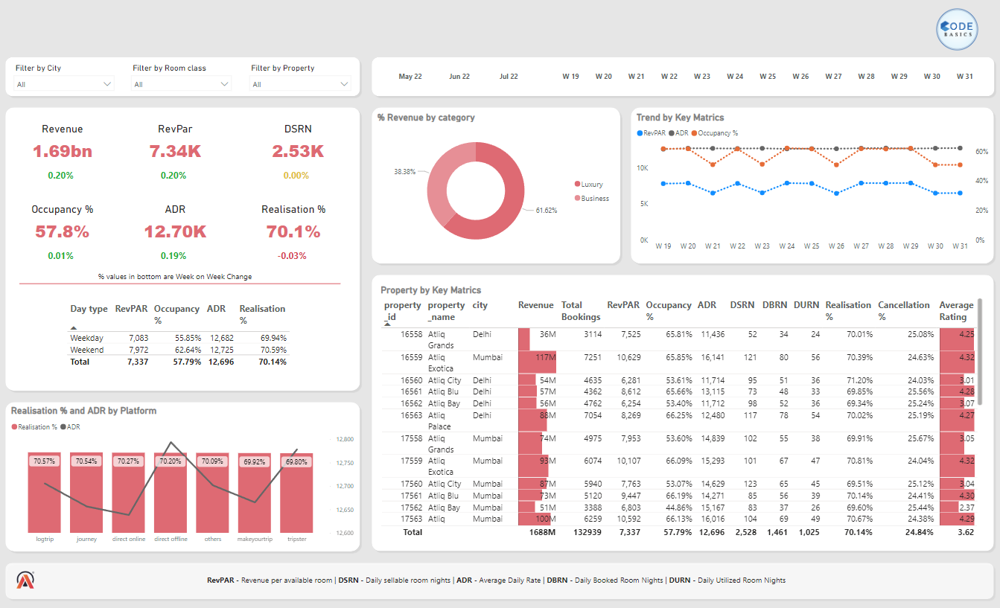 CODE
BASICS
Filter by City
All
Filter by Room class
All
Filter by Property
All
May 22 Jun 22 Jul 22 W 19 W 20 W 21 W 22 W 23 W 24 W 25 W 26 W 27 W 28 W 29 W 30 W 31
Revenue RevPar DSRN
1.69bn 7.34K 2.53K
0.20% 0.20% 0.00%
Occupancy % ADR Realisation %
57.8% 12.70K 70.1%
0.01% 0.19% -0.03%
% values in bottom are Week on Week Change
Day type RevPAR Occupancy % ADR Realisation %
Weekday 7,083 55.85% 12,682 69.94%
Weekend 7,972 62.64% 12,725 70.59%
Total 7,337 57.79% 12,696 70.14%
% Revenue by category
38.38%
61.62%
Luxury
Business
Trend by Key Matrics
RevPAR ADR Occupancy %
10K
5K
0K
60%
40%
20%
0%
W 19 W 20 W 21 W 22 W 23 W 24 W 25 W 26 W 27 W 28 W 29 W 30 W 31
Realisation % and ADR by Platform
Realisation % ADR
12,800
12,750
12,700
12,650
12,600
70.57% 70.54% 70.27% 70.20% 70.09% 69.92% 69.80%
logtrip journey direct online direct offline others makeyourtrip tripster
Property by Key Matrics
property _id property _name city Revenue Total Bookings RevPAR Occupancy % ADR DSRN DBRN DURN Realisation % Cancellation % Average Rating
16558 Atliq Grands Delhi 36M 3114 7,525 65.81% 11,436 52 34 24 70.01% 25.08% 4.25
16559 Atliq Exotica Mumbai 117M 7251 10,629 65.85% 16,141 121 80 56 70.39% 24.63% 4.32
16560 Atliq City Delhi 54M 4635 6,281 53.61% 11,714 95 51 36 71.20% 24.03% 3.01
16561 Atliq Blu Delhi 57M 4362 8,612 65.66% 13,115 73 48 33 69.85% 25.56% 4.28
16562 Atliq Bay Delhi 56M 4762 6,254 53.40% 11,712 98 52 36 69.34% 25.24% 3.07
16563 Atliq Palace Delhi 88M 7054 8,269 66.25% 12,480 117 78 54 70.02% 25.19% 4.27
17558 Atliq Grands Mumbai 74M 4975 7,953 53.60% 14,839 102 55 38 69.91% 25.67% 3.05
17559 Atliq Exotica Mumbai 93M 6074 10,107 66.09% 15,293 101 67 47 70.81% 24.04% 4.32
17560 Atliq City Mumbai 87M 5940 7,763 53.07% 14,629 123 65 45 69.51% 25.12% 3.04
17561 Atliq Blu Mumbai 73M 5120 9,447 66.19% 14,271 85 56 39 70.14% 24.41% 4.30
17562 Atliq Bay Mumbai 51M 3388 6,803 44.86% 15,167 83 37 26 69.60% 25.44% 2.37
17563 Atliq Mumbai 100M 6259 10,592 66.13% 16,016 104 69 49 70.67% 24.38% 4.29
Total 1688M 132939 7,337 57.79% 12,696 2,528 1,461 1,025 70.14% 24.84% 3.62
RevPAR - Revenue per available room | DSRN - Daily sellable room nights | ADR - Average Daily Rate | DBRN - Daily Booked Room Nights | DURN - Daily Utilized Room Nights